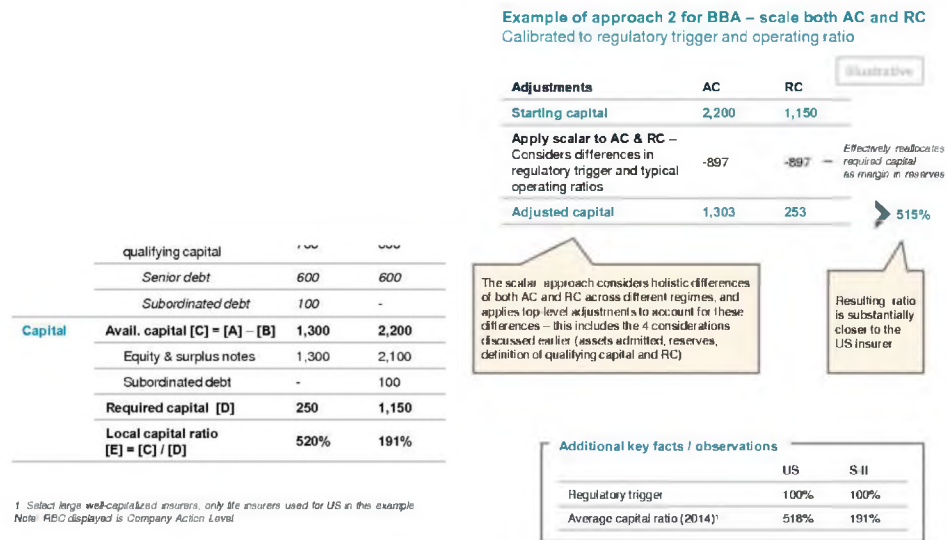 Example of approach 2 for BBA – scale both AC and RC
Calibrated to regulatory trigger and operating ratio
Illustrative
Adjustments AC RC
Starting capital 2,200 1,150
Apply scalar to AC & RC –
Considers differences in
regulatory trigger and typical
operating ratios
-897 -897
Effectively reallocates
required capital
as margin in reserves
Adjusted capital 1,303 253
515%
The scalar approach considers holistic differences
of both AC and RC across different regimes, and
applies top-level adjustments to account for these
differences – this includes the 4 considerations
discussed earlier (assets admitted, reserves,
definition of qualifying capital and RC)
Resulting ratio
is substantially
closer to the
US insurer
qualifying capital
Senior debt 600 600
Subordinated debt 100 -
Capital Avail. capital [C] = [A] – [B] 1,300 2,200
Equity & surplus notes 1,300 2,100
Subordinated debt - 100
Required capital [D] 250 1,150
Local capital ratio
[E] = [C] / [D] 520% 191%
1 Select large well-capitalized insurers, only life insurers used for US in this example
Note: RBC displayed is Company Action Level
Additional key facts / observations
US S-II
Regulatory trigger 100% 100%
Average capital ratio (2014)¹ 518% 191%